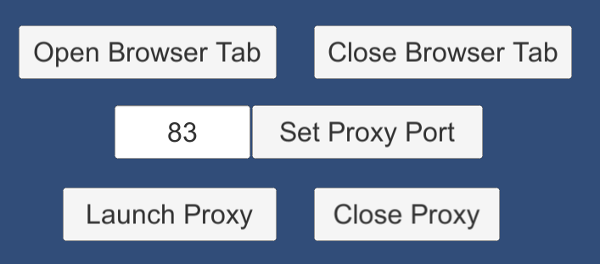 Open Browser Tab Close Browser Tab
83 Set Proxy Port
Launch Proxy Close Proxy